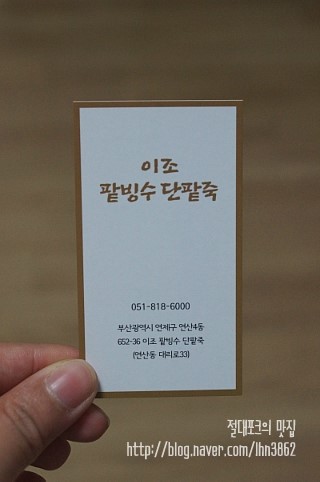 이조
팥빙수 단팥죽
051-818-6000
부산광역시 연제구 연산4동
652-36 이조 팥빙수 단팥죽
(연산동 대리로33)
절대포크의 맛집
http://blog.naver.com/lhn3862